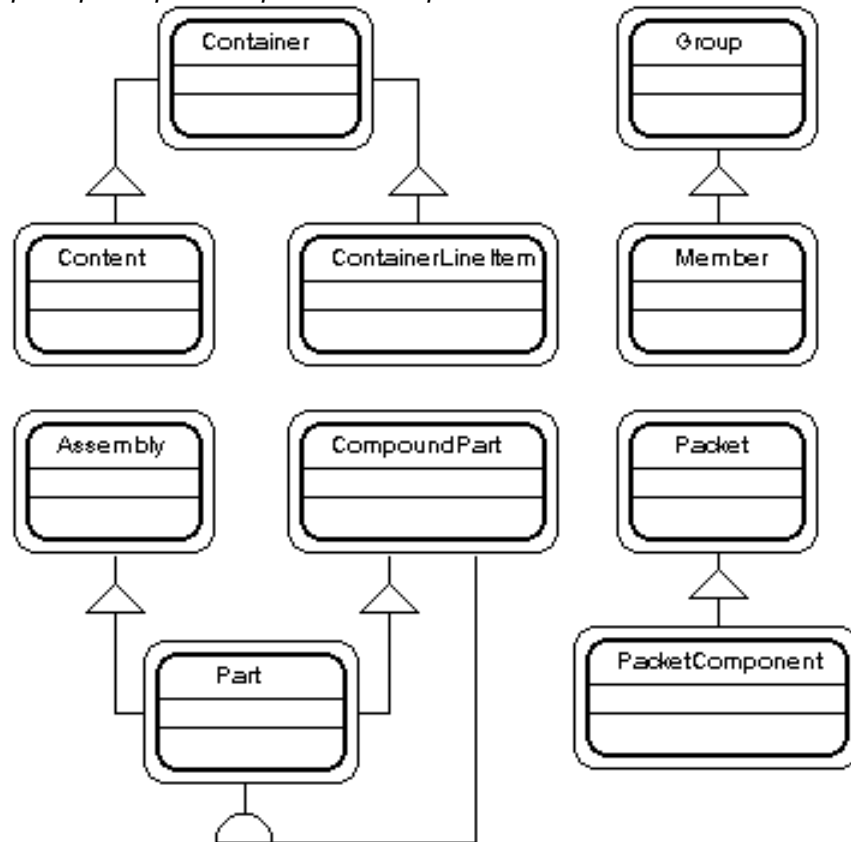 Container
Group
Content
ContainerLineItem
Member
Assembly
CompoundPart
Packet
Part
PacketComponent